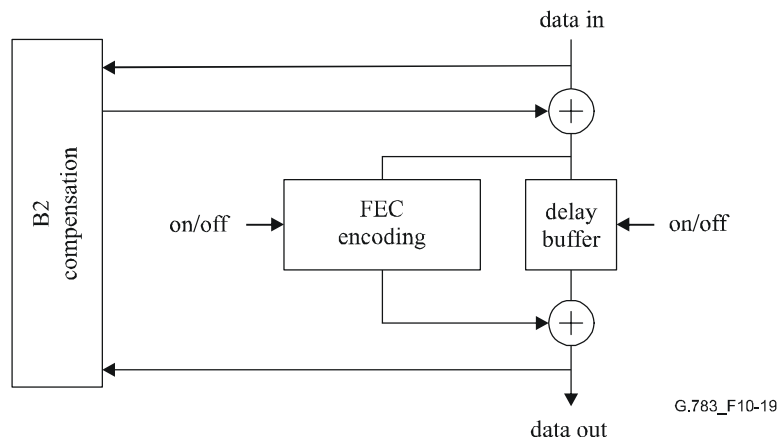 data in
B2
compensation
on/off
FEC
encoding
delay
buffer
on/off
G.783_F10-19
data out